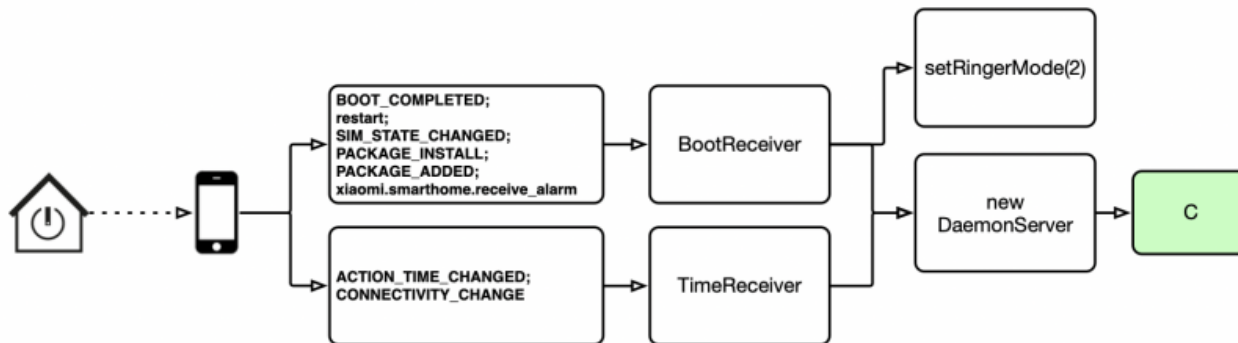 BOOT_COMPLETED;
restart;
SIM_STATE_CHANGED;
PACKAGE_INSTALL;
PACKAGE_ADDED;
xiaomi.smarthome.receive_alarm
BootReceiver
setRingerMode(2)
new
DaemonServer
C
ACTION_TIME_CHANGED;
CONNECTIVITY_CHANGE
TimeReceiver